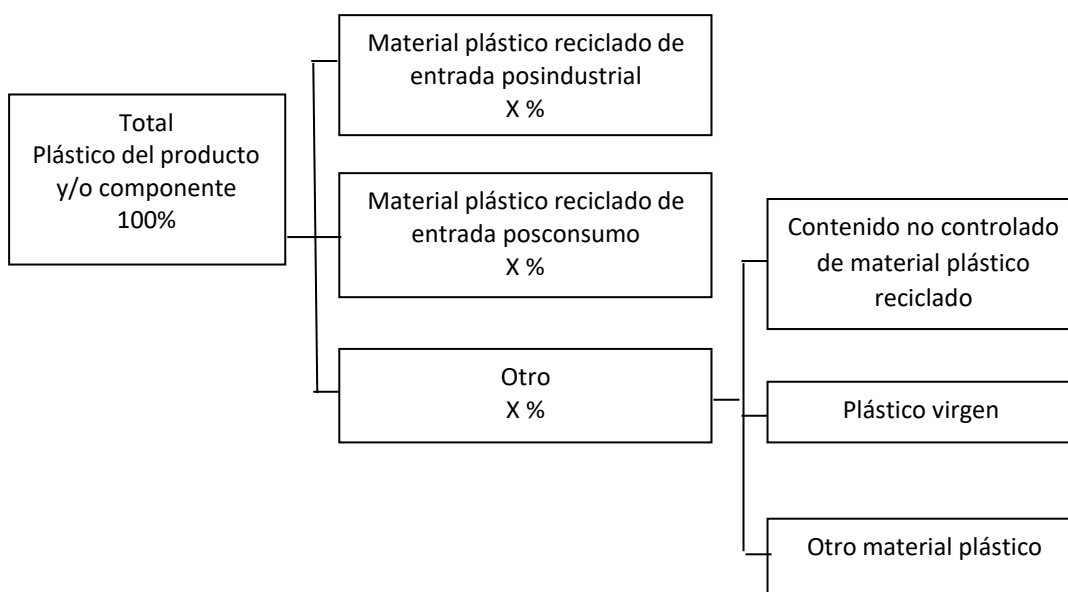 Total
Plástico del producto
y/o componente
100%
Material plástico reciclado de
entrada posindustrial
X %
Material plástico reciclado de
entrada posconsumo
X %
Otro
X %
Contenido no controlado
de material plástico
reciclado
Plástico virgen
Otro material plástico